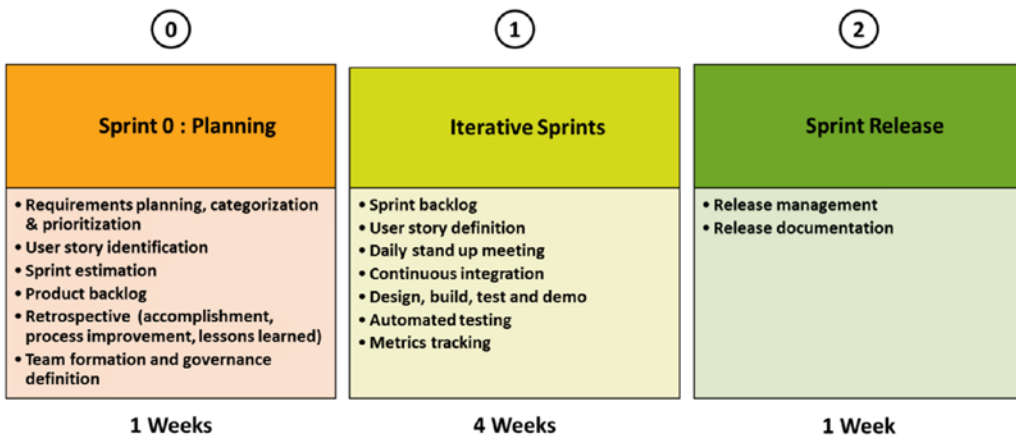 0
1
2
Sprint 0 : Planning
Iterative Sprints
Sprint Release
• Requirements planning, categorization
& prioritization
• User story identification
• Sprint estimation
• Product backlog
• Retrospective (accomplishment,
process improvement, lessons learned)
• Team formation and governance
definition
• Sprint backlog
• User story definition
• Daily stand up meeting
• Continuous integration
• Design, build, test and demo
• Automated testing
• Metrics tracking
• Release management
• Release documentation
1 Weeks
4 Weeks
1 Week